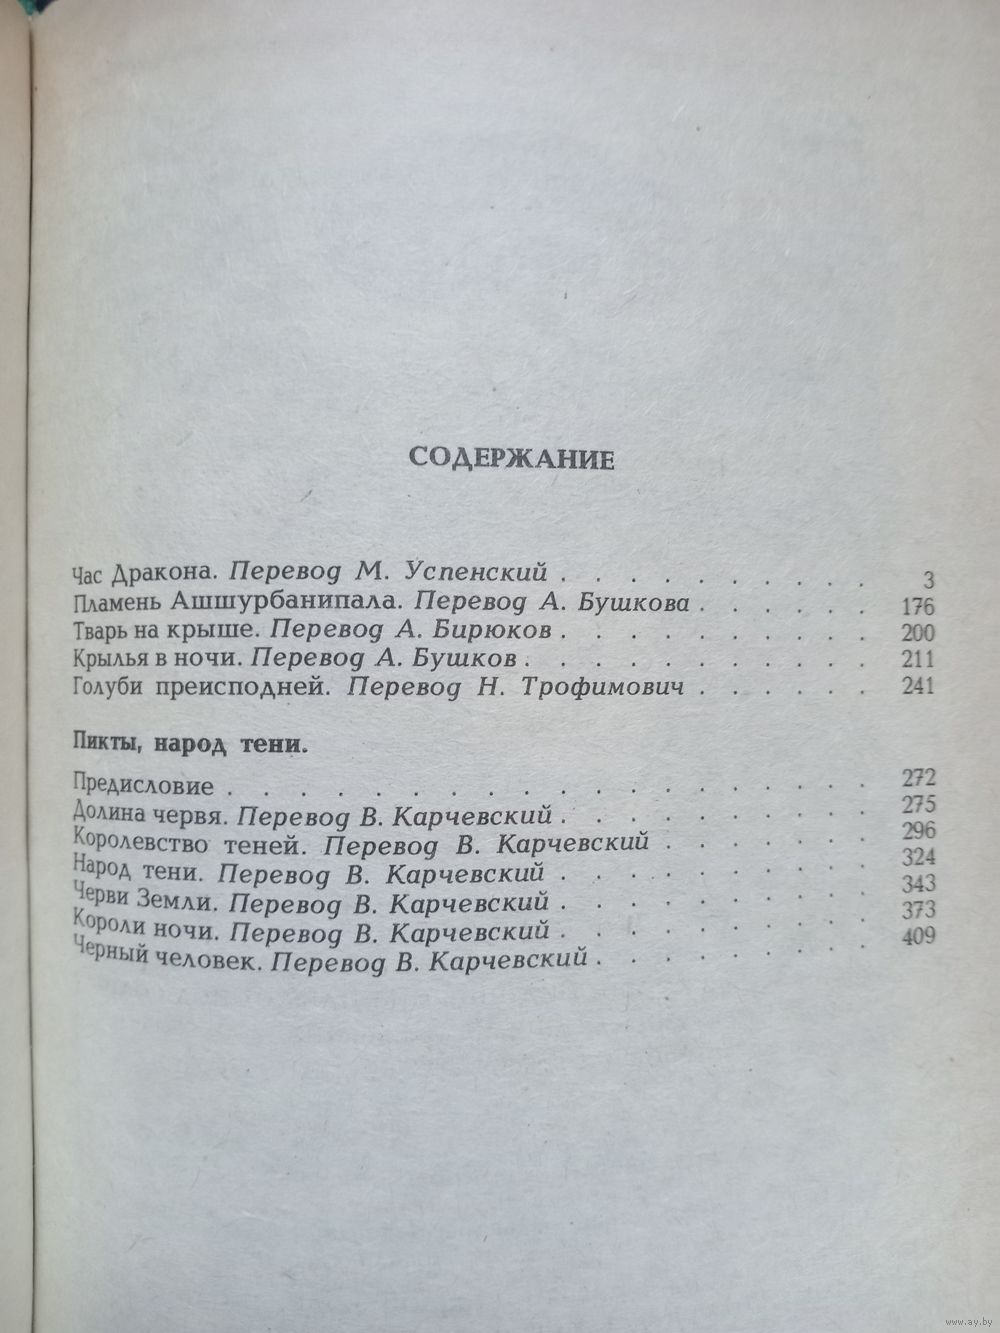 СОДЕРЖАНИЕ
Час Дракона. Перевод М. Успенский . . . . . . . . . . 3
Пламень Ашшурбанипала. Перевод А. Бушкова . . . . . . 176
Тварь на крыше. Перевод А. Бирюков . . . . . . . . . . 200
Крылья в ночи. Перевод А. Бушков . . . . . . . . . . . 211
Голуби преисподней. Перевод Н. Трофимович . . . . . . 241
Пикты, народ тени.
Предисловие . . . . . . . . . . . . . . . . . . 272
Долина червя. Перевод В. Карчевский . . . . . . . . . . 275
Королевство теней. Перевод В. Карчевский . . . . . . . 296
Народ тени. Перевод В. Карчевский . . . . . . . . . . 324
Черви Земли. Перевод В. Карчевский . . . . . . . . . . 343
Короли ночи. Перевод В. Карчевский . . . . . . . . . . 373
Черный человек. Перевод В. Карчевский . . . . . . . . . 409
www.ay.by